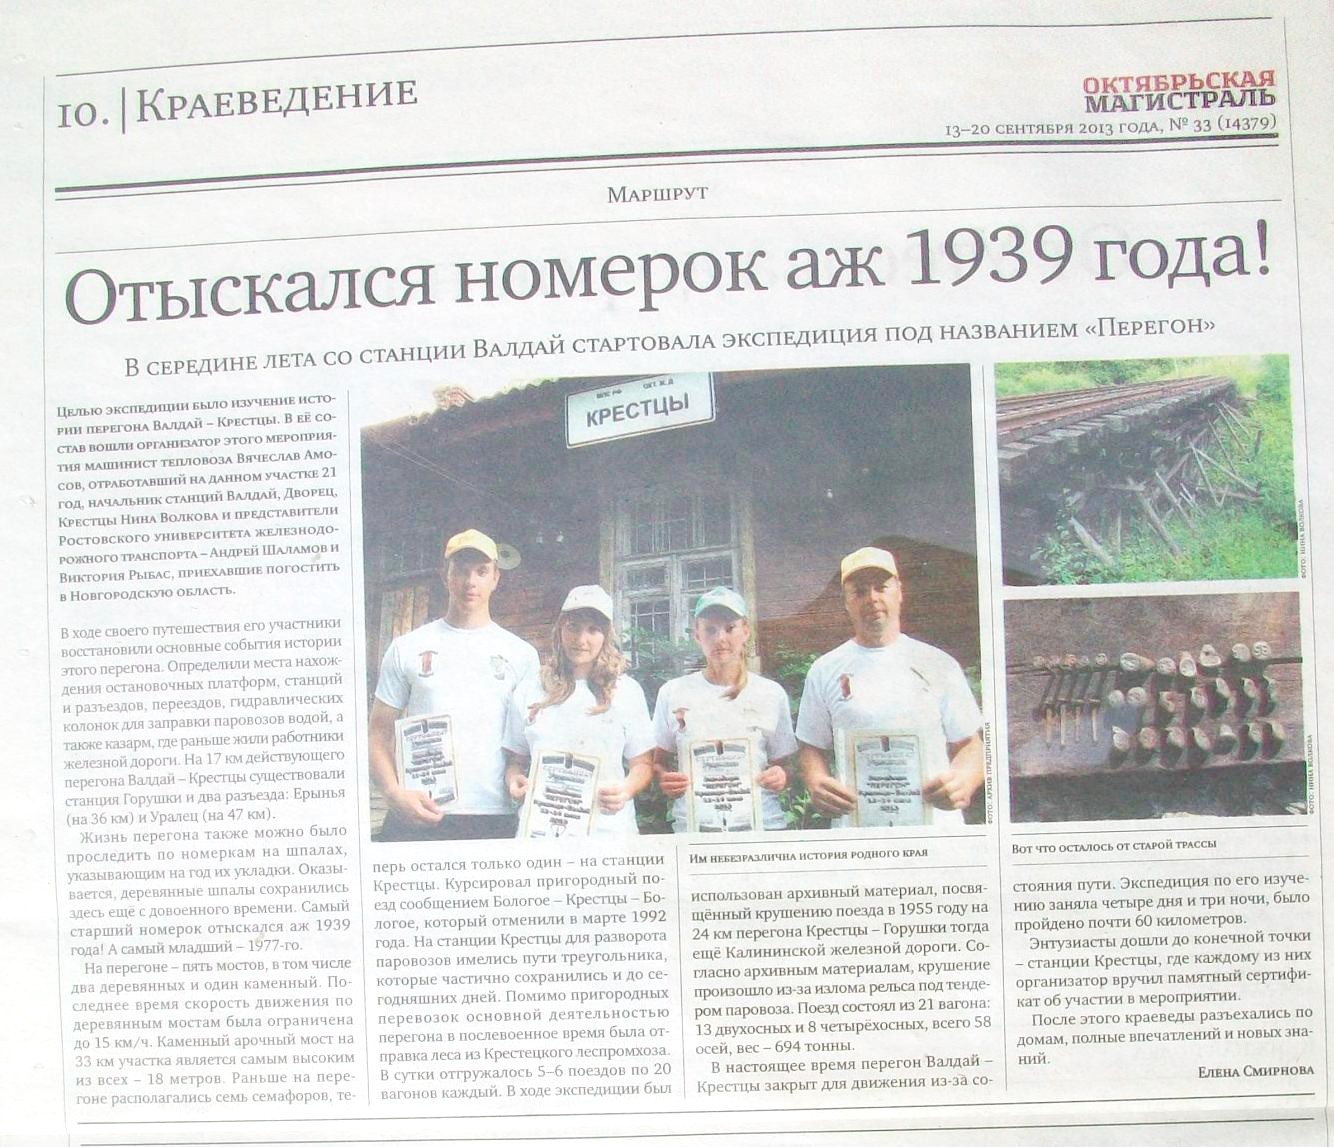 10. | Краеведение
ОКТЯБРЬСКАЯ
МАГИСТРАЛЬ
13–20 сентября 2013 года, № 33 (14379)
Маршрут
Отыскался номерок аж 1939 года!
В середине лета со станции Валдай стартовала экспедиция под названием «Перегон»
Целью экспедиции было изучение исто-
рии перегона Валдай – Крестцы. В её со-
став вошли организатор этого мероприя-
тия машинист тепловоза Вячеслав Амо-
сов, отработавший на данном участке 21
год, начальник станций Валдай, Дворец,
Крестцы Нина Волкова и представители
Ростовского университета железнодо-
рожного транспорта – Андрей Шаламов и
Виктория Рыбас, приехавшие погостить
в Новгородскую область.
В ходе своего путешествия его участники
восстановили основные события истории
этого перегона. Определили места нахож-
дения остановочных платформ, станций
и разъездов, переездов, гидравлических
колонок для заправки паровозов водой, а
также казарм, где раньше жили работники
железной дороги. На 17 км действующего
перегона Валдай – Крестцы существовали
станция Горушки и два разъезда: Ерынья
(на 36 км) и Уралец (на 47 км).
Жизнь перегона также можно было
проследить по номеркам на шпалах,
указывающим на год их укладки. Оказы-
вается, деревянные шпалы сохранились
здесь ещё с довоенного времени. Самый
старший номерок отыскался аж 1939
года! А самый младший – 1977-го.
На перегоне – пять мостов, в том числе
два деревянных и один каменный. По-
следнее время скорость движения по
деревянным мостам была ограничена
до 15 км/ч. Каменный арочный мост на
33 км участка является самым высоким
из всех – 18 метров. Раньше на пере-
гоне располагались семь семафоров, те-
ВПС РФ ОКТ. Ж.Д
КРЕСТЦЫ
"ПЕРЕГОН"
Крестцы-Валдай
2013
ФОТО: АРХИВ ПРЕДПРИЯТИЯ
ФОТО: НИНА ВОЛКОВА
ФОТО: НИНА ВОЛКОВА
перь остался только один – на станции
Крестцы. Курсировал пригородный по-
езд сообщением Бологое – Крестцы – Бо-
логое, который отменили в марте 1992
года. На станции Крестцы для разворота
паровозов имелись пути треугольника,
которые частично сохранились и до се-
годняшних дней. Помимо пригородных
перевозок основной деятельностью
перегона в послевоенное время была от-
правка леса из Крестецкого леспромхоза.
В сутки отгружалось 5–6 поездов по 20
вагонов каждый. В ходе экспедиции был
Им небезразлична история родного края
использован архивный материал, посвя-
щённый крушению поезда в 1955 году на
24 км перегона Крестцы – Горушки тогда
ещё Калининской железной дороги. Со-
гласно архивным материалам, крушение
произошло из-за излома рельса под тенде-
ром паровоза. Поезд состоял из 21 вагона:
13 двухосных и 8 четырёхосных, всего 58
осей, вес – 694 тонны.
В настоящее время перегон Валдай –
Крестцы закрыт для движения из-за со-
Вот что осталось от старой трассы
стояния пути. Экспедиция по его изуче-
нию заняла четыре дня и три ночи, было
пройдено почти 60 километров.
Энтузиасты дошли до конечной точки
– станции Крестцы, где каждому из них
организатор вручил памятный сертифи-
кат об участии в мероприятии.
После этого краеведы разъехались по
домам, полные впечатлений и новых зна-
ний.
Елена Смирнова